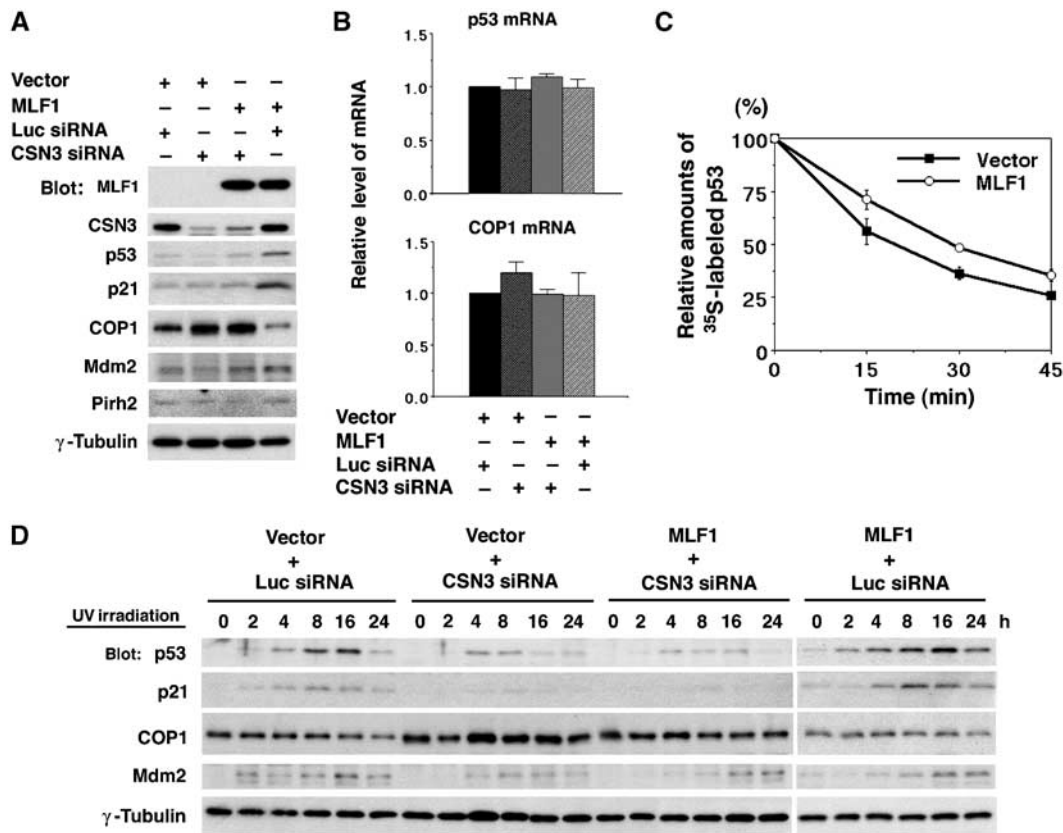 A
Vector + + − −
MLF1 − − + +
Luc siRNA + − − +
CSN3 siRNA − + + −
Blot: MLF1
CSN3
p53
p21
COP1
Mdm2
Pirh2
γ-Tubulin
B
p53 mRNA
1.5
1.0
0.5
0.0
COP1 mRNA
1.5
1.0
0.5
0.0
Relative level of mRNA
Vector + + − −
MLF1 − − + +
Luc siRNA + − − +
CSN3 siRNA − + + −
C
(%)
100
75
50
25
0
Relative amounts of
³⁵S-labeled p53
Vector
MLF1
0 15 30 45
Time (min)
D
Vector + Luc siRNA
Vector + CSN3 siRNA
MLF1 + CSN3 siRNA
MLF1 + Luc siRNA
UV irradiation 0 2 4 8 16 24 0 2 4 8 16 24 0 2 4 8 16 24 0 2 4 8 16 24 h
Blot: p53
p21
COP1
Mdm2
γ-Tubulin